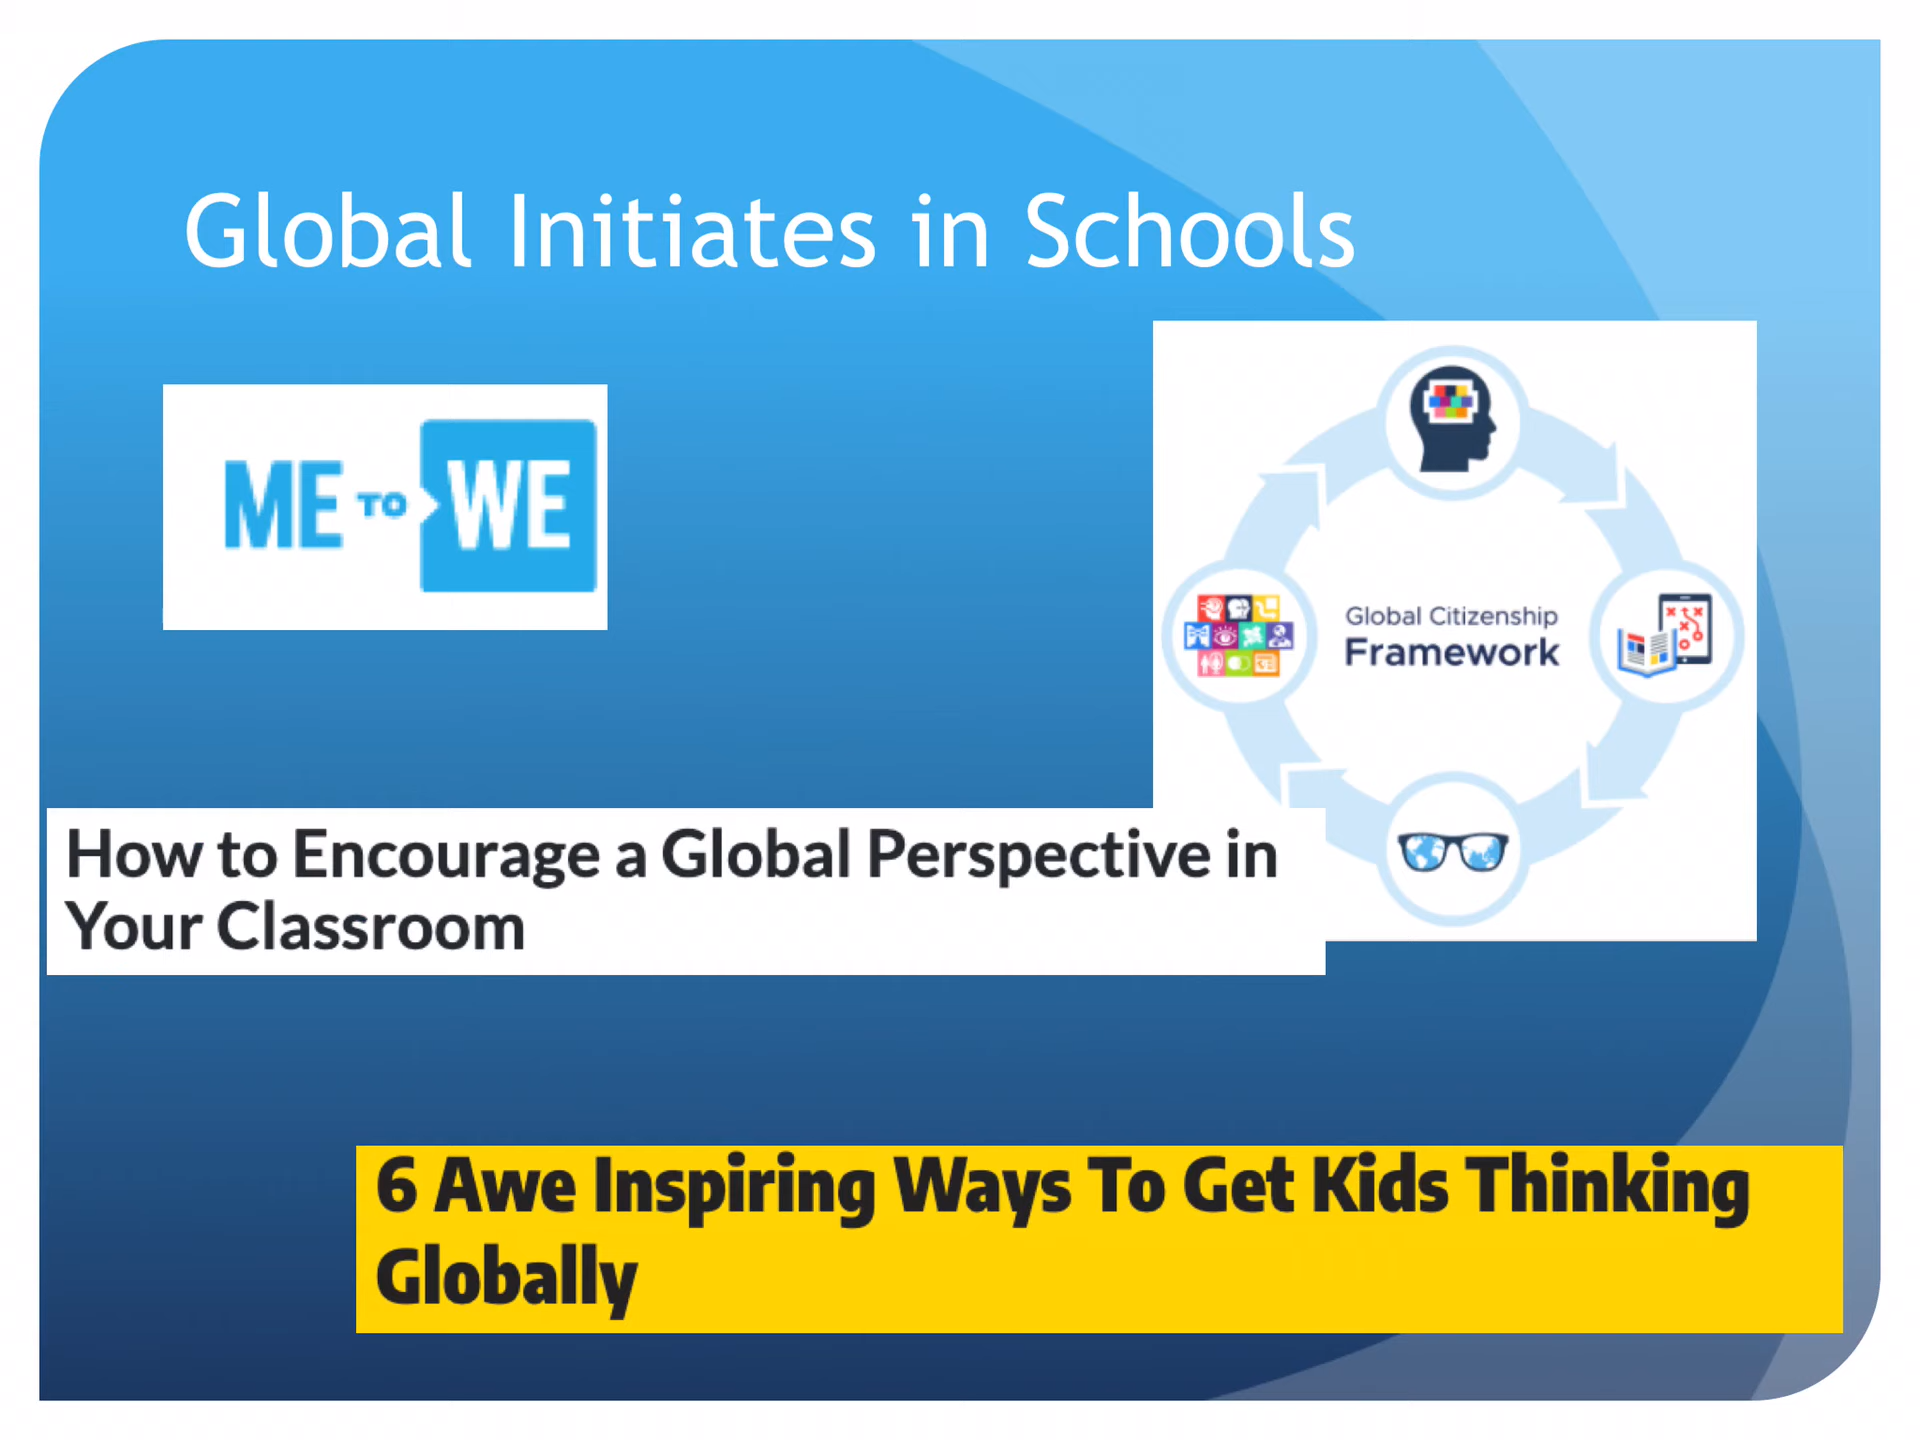 Global Initiates in Schools
ME TO WE
Global Citizenship
Framework
How to Encourage a Global Perspective in
Your Classroom
6 Awe Inspiring Ways To Get Kids Thinking
Globally